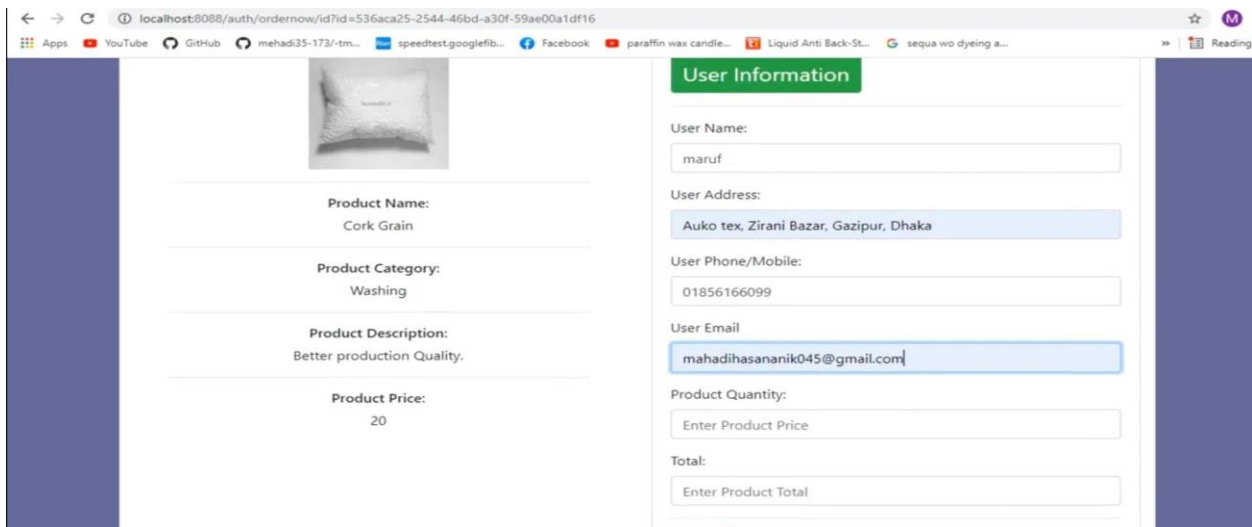 localhost:8088/auth/ordernow/id?id=536aca25-2544-46bd-a30f-59ae00a1df16
M
Apps YouTube GitHub mehadi35-173/-tm... speedtest.googlefib... Facebook paraffin wax candle... Liquid Anti Back-St... sequa wo dyeing a... » Reading
Product Name:
Cork Grain
Product Category:
Washing
Product Description:
Better production Quality.
Product Price:
20
User Information
User Name:
maruf
User Address:
Auko tex, Zirani Bazar, Gazipur, Dhaka
User Phone/Mobile:
01856166099
User Email
mahadihasananik045@gmail.com
Product Quantity:
Enter Product Price
Total:
Enter Product Total